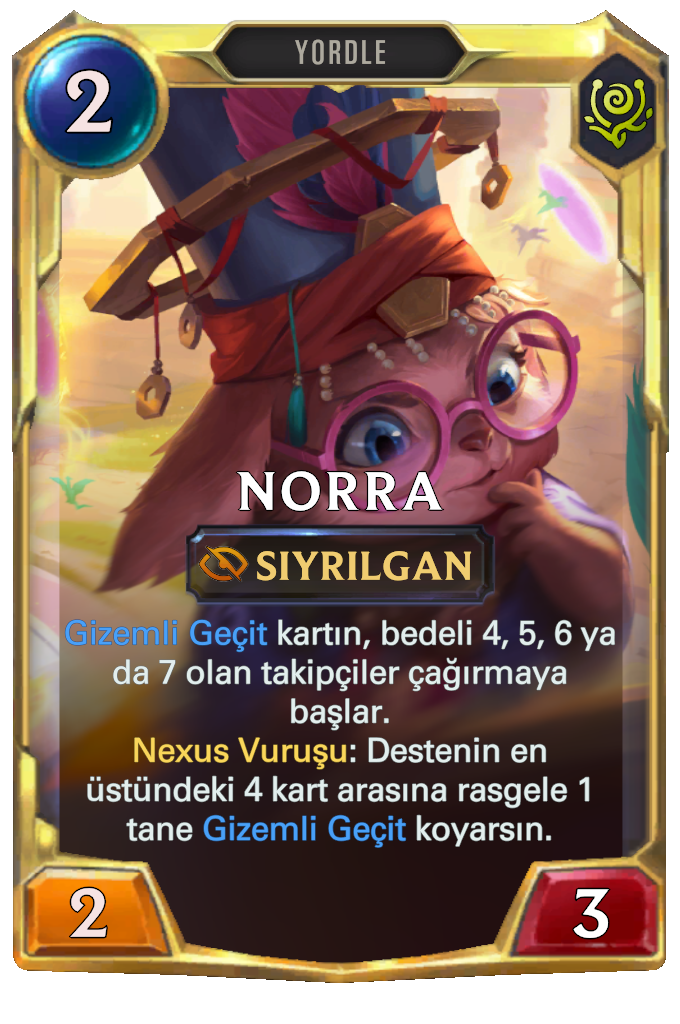 YORDLE
2
NORRA
SIYRILGAN
Gizemli Geçit kartın, bedeli 4, 5, 6 ya
da 7 olan takipçiler çağırmaya
başlar.
Nexus Vuruşu: Destenin en
üstündeki 4 kart arasına rasgele 1
tane Gizemli Geçit koyarsın.
2
3